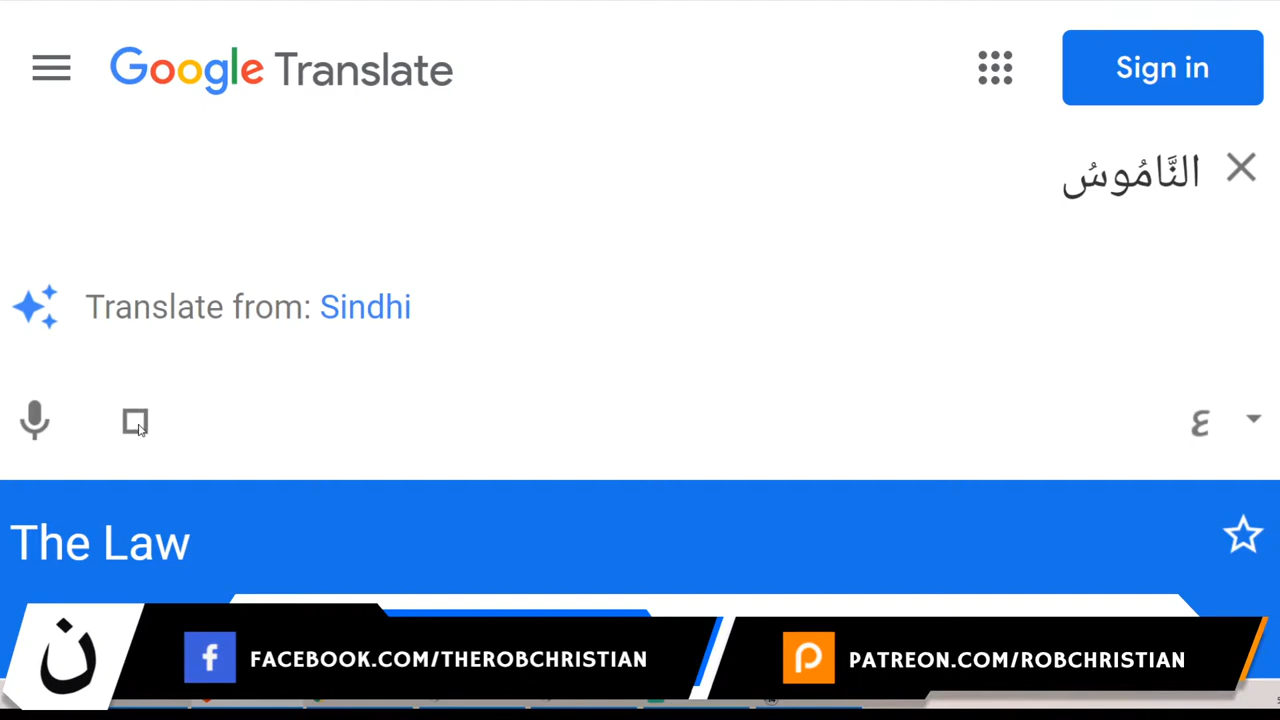 Google Translate
Sign in
النَّامُوسُ
Translate from: Sindhi
ع
The Law
ن
FACEBOOK.COM/THEROBCHRISTIAN
PATREON.COM/ROBCHRISTIAN